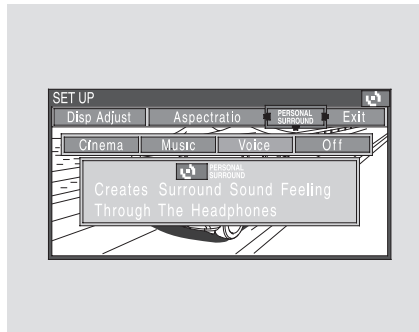 SET UP
Disp Adjust Aspectratio PERSONAL SURROUND Exit
Cinema Music Voice Off
PERSONAL SURROUND
Creates Surround Sound Feeling
Through The Headphones